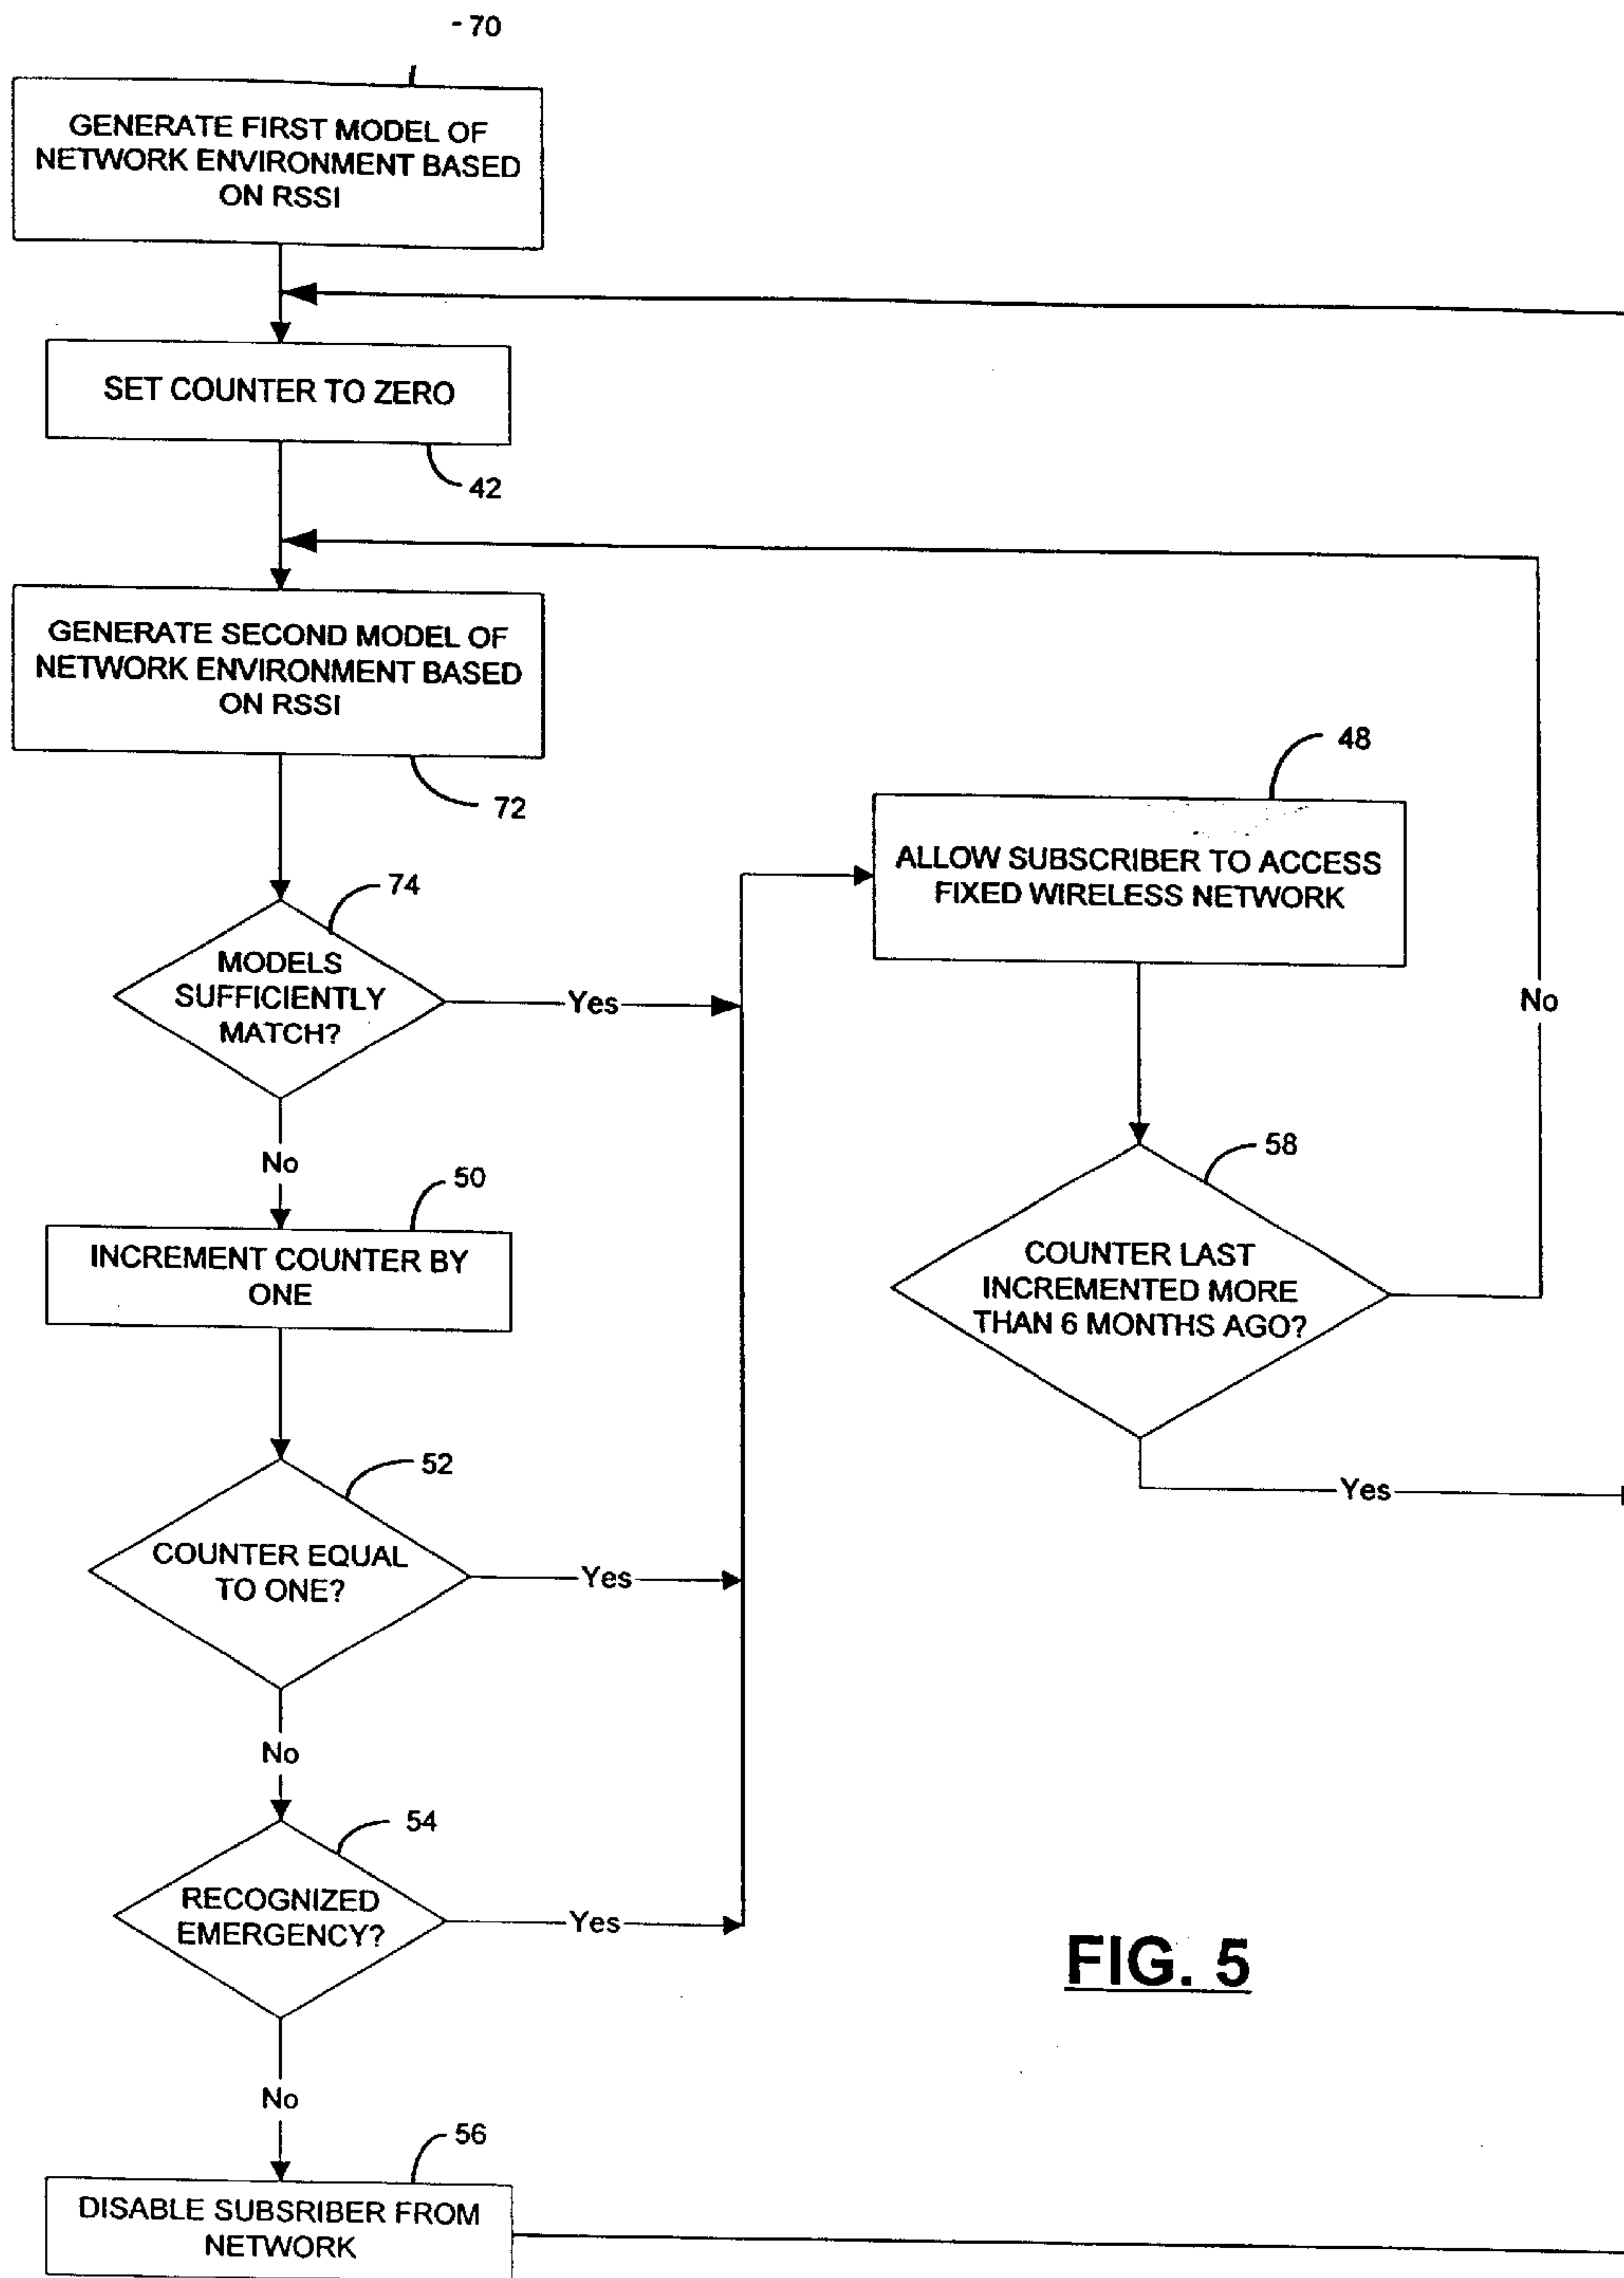 70
GENERATE FIRST MODEL OF
NETWORK ENVIRONMENT BASED
ON RSSI
SET COUNTER TO ZERO
42
GENERATE SECOND MODEL OF
NETWORK ENVIRONMENT BASED
ON RSSI
72
48
ALLOW SUBSCRIBER TO ACCESS
FIXED WIRELESS NETWORK
74
MODELS
SUFFICIENTLY
MATCH?
Yes
No
No
50
INCREMENT COUNTER BY
ONE
58
COUNTER LAST
INCREMENTED MORE
THAN 6 MONTHS AGO?
Yes
52
COUNTER EQUAL
TO ONE?
Yes
No
54
RECOGNIZED
EMERGENCY?
Yes
No
FIG. 5
56
DISABLE SUBSRIBER FROM
NETWORK